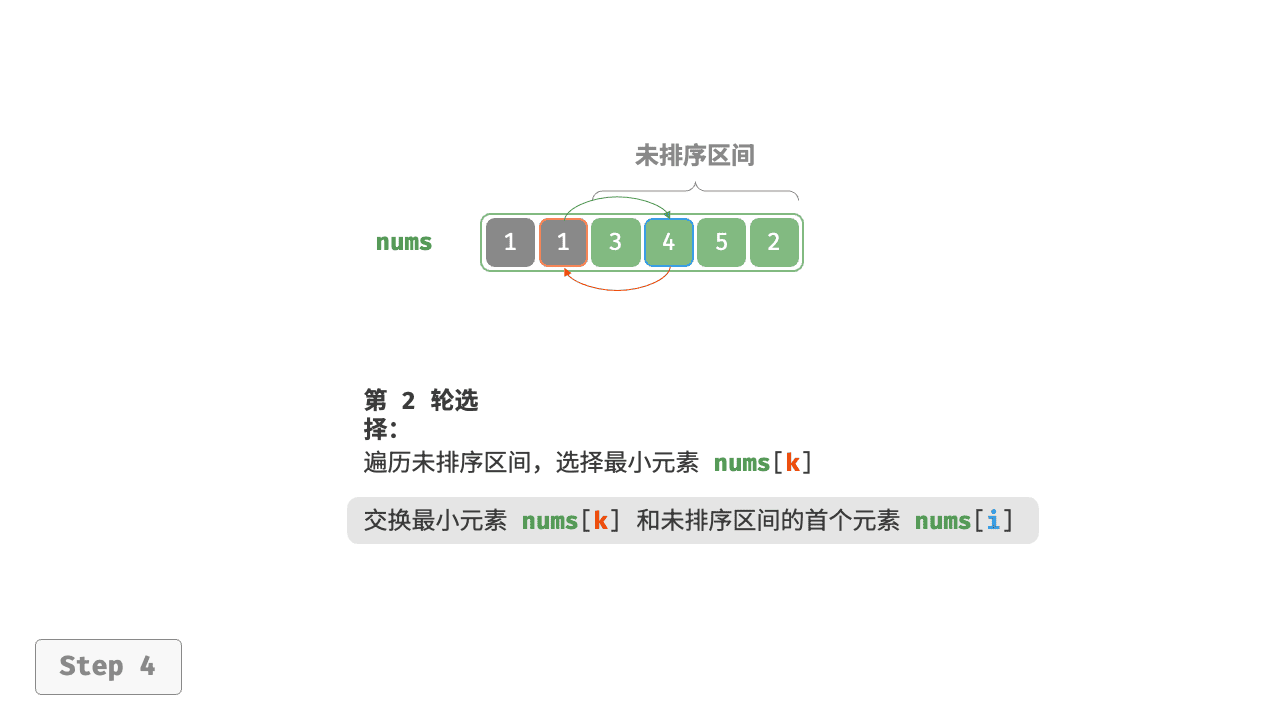 未排序区间
nums 1 1 3 4 5 2
第 2 轮选
择：
遍历未排序区间，选择最小元素 nums[k]
交换最小元素 nums[k] 和未排序区间的首个元素 nums[i]
Step 4